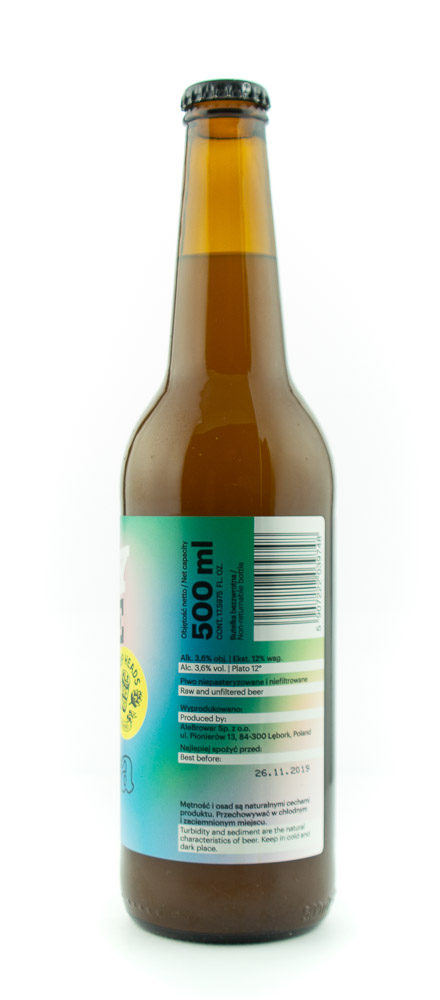 Objętość netto / Net capacity
500 ml
CONT. 17,5975 FL. OZ.
Butelka bezzwrotna /
Non-returnable bottle
E
HEADS
a
Alk. 3,6% obj. | Ekst. 12% wag.
Alc. 3,6% vol. | Plato 12°
Piwo niepasteryzowane i niefiltrowane
Raw and unfiltered beer
Wyprodukowano:
Produced by:
AleBrowar Sp. z o.o.
ul. Pionierów 13, 84-300 Lębork, Poland
Najlepiej spożyć przed:
Best before:
26.11.2019
Mętność i osad są naturalnymi cechami
produktu. Przechowywać w chłodnym
i zaciemnionym miejscu.
Turbidity and sediment are the natural
characteristics of beer. Keep in cold and
dark place.